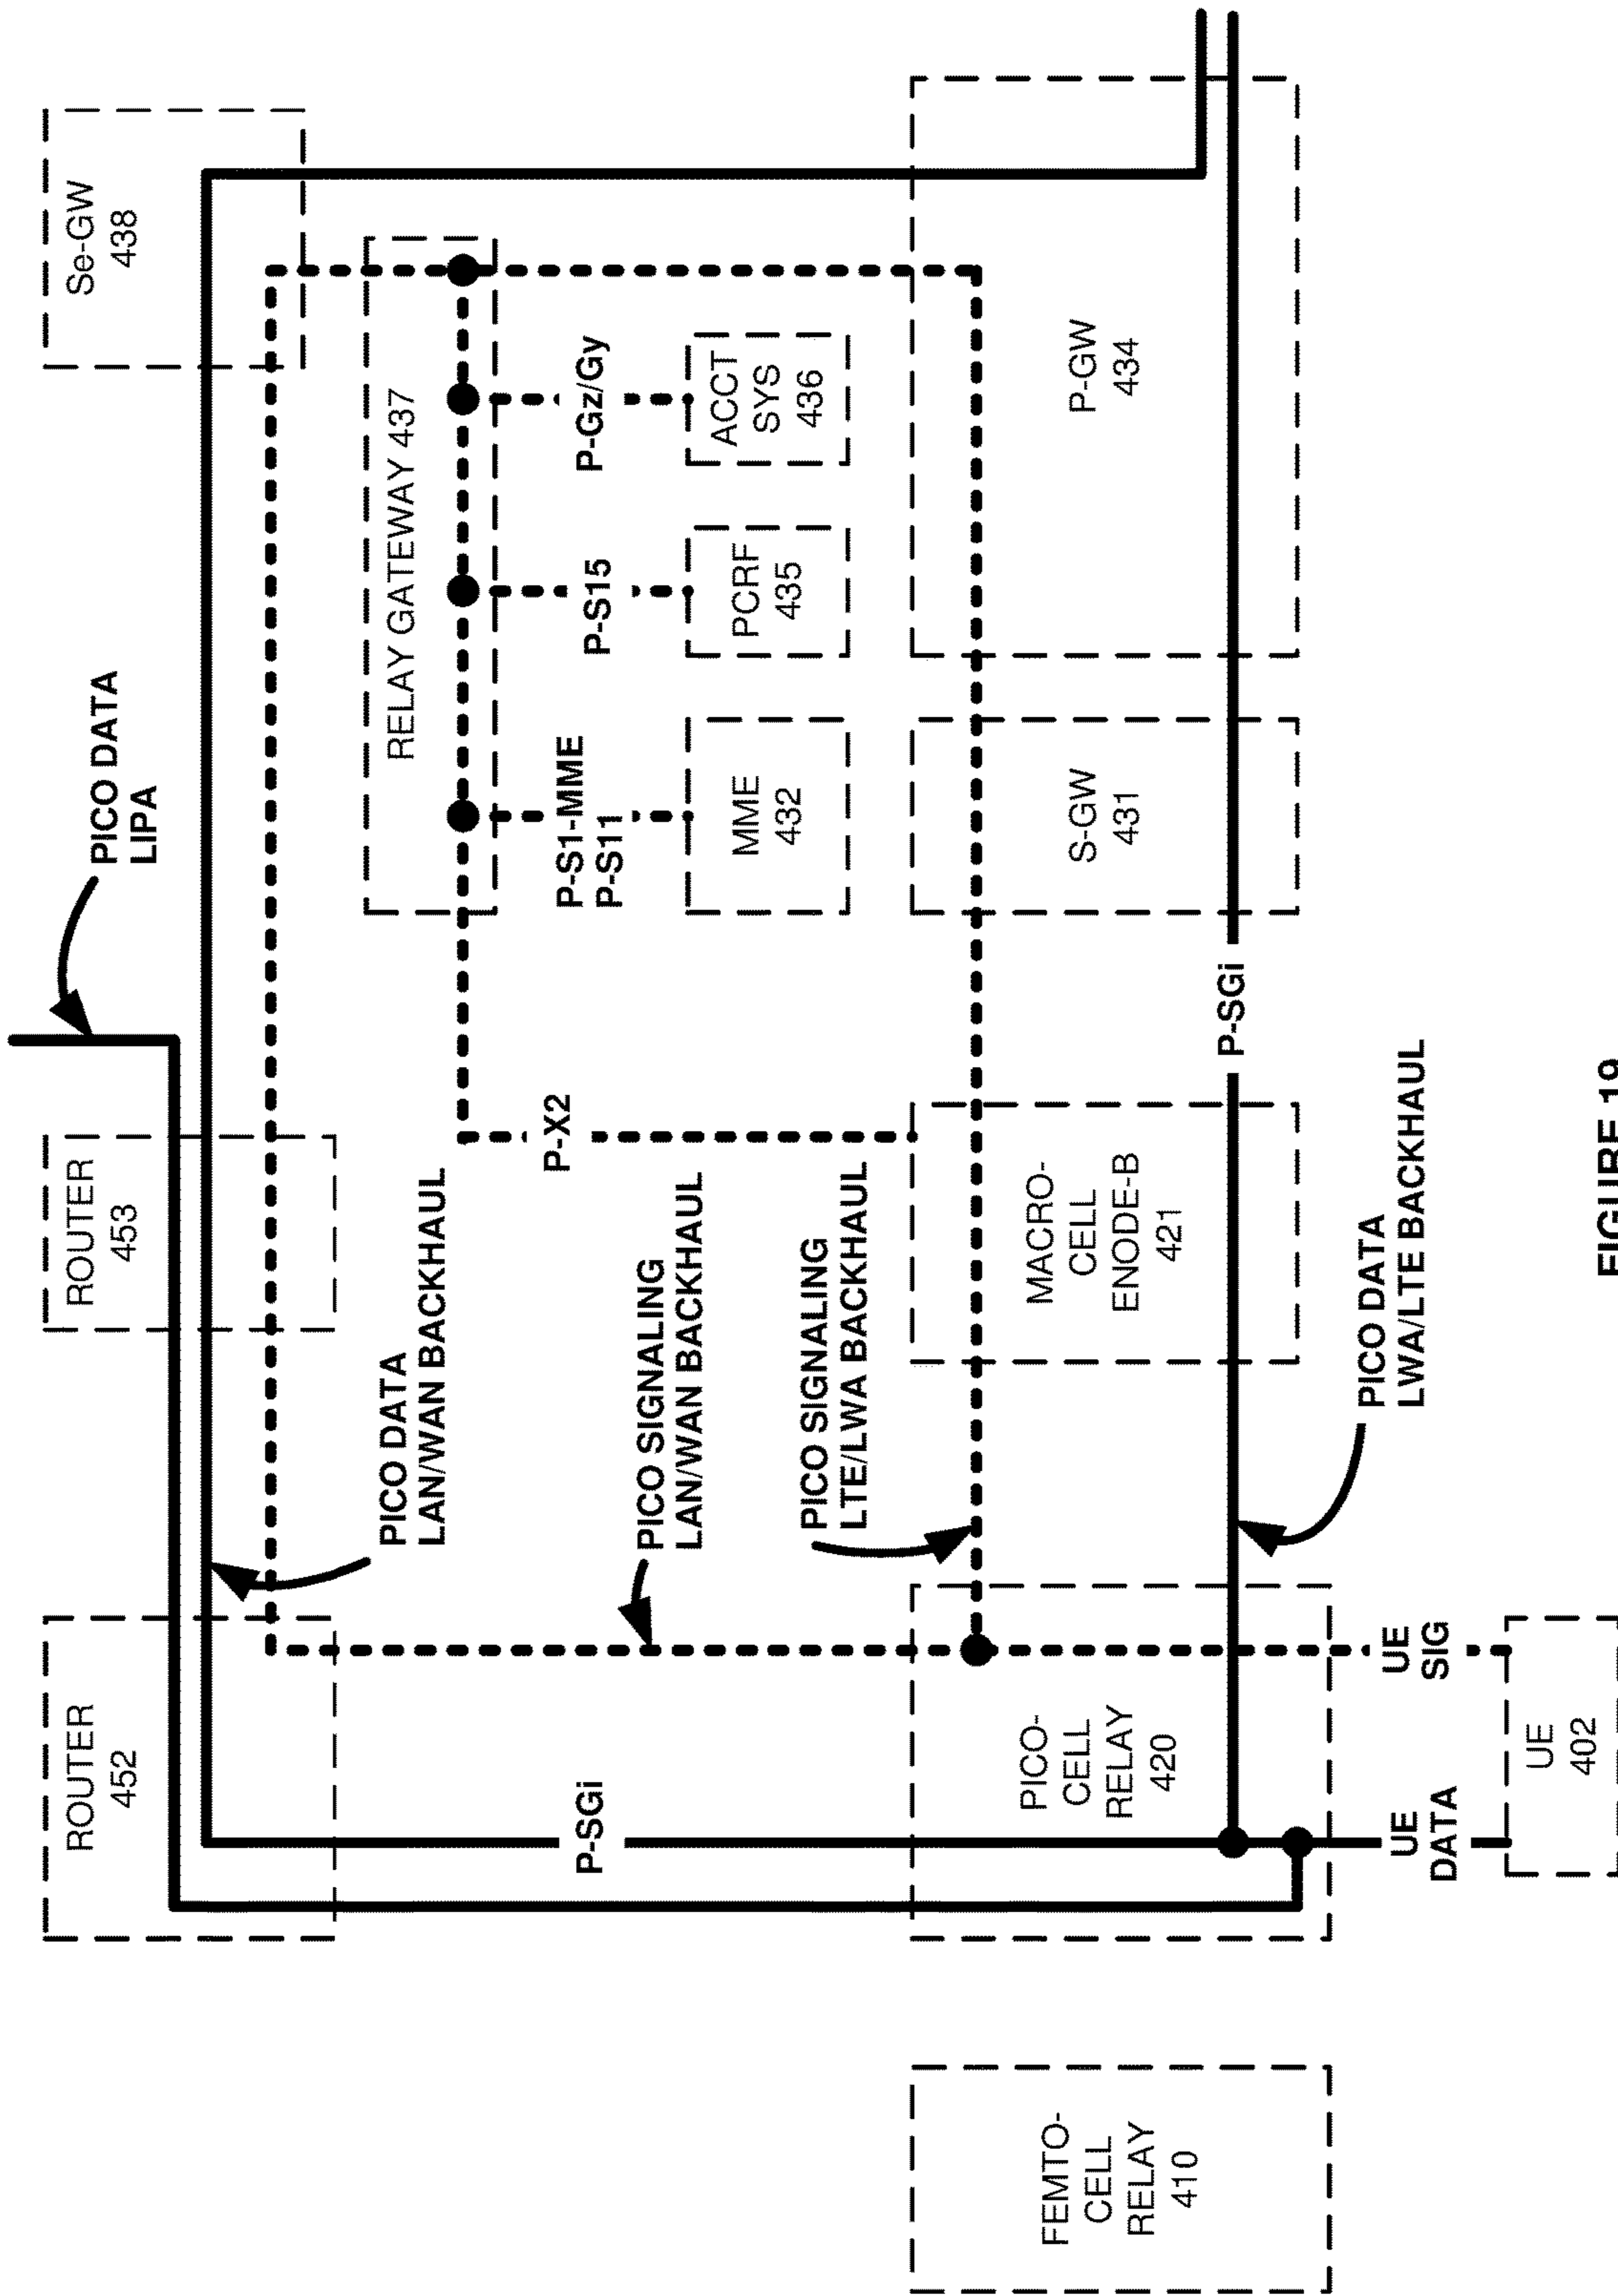 PICO DATA
LIPA
ROUTER
452
ROUTER
453
Se-GW
438
PICO DATA
LAN/WAN BACKHAUL
RELAY GATEWAY 437
P-SGi
P-X2
P-S1-MME
P-S11
P-S15
P-Gz/Gy
PICO SIGNALING
LAN/WAN BACKHAUL
MME
432
PCRF
435
ACCT
SYS
436
PICO SIGNALING
LTE/LWA BACKHAUL
FEMTO-
CELL
RELAY
410
PICO-
CELL
RELAY
420
MACRO-
CELL
ENODE-B
421
S-GW
431
P-GW
434
P-SGi
UE
DATA
UE
SIG
PICO DATA
LWA/LTE BACKHAUL
UE
402
FIGURE 19